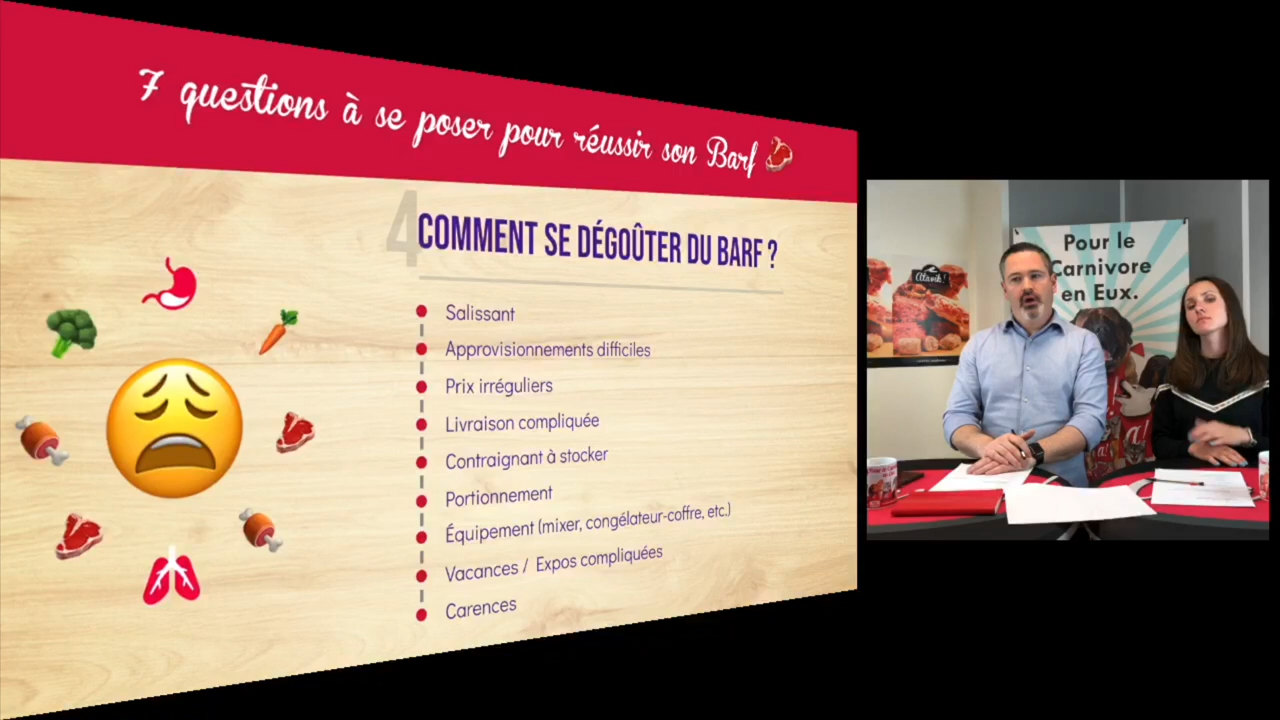 7 questions à se poser pour réussir son Barf
4 COMMENT SE DÉGOÛTER DU BARF ?
Salissant
Approvisionnements difficiles
Prix irréguliers
Livraison compliquée
Contraignant à stocker
Portionnement
Équipement (mixer, congélateur-coffre, etc.)
Vacances / Expos compliquées
Carences
Pour le
Carnivore
en Eux.
a!